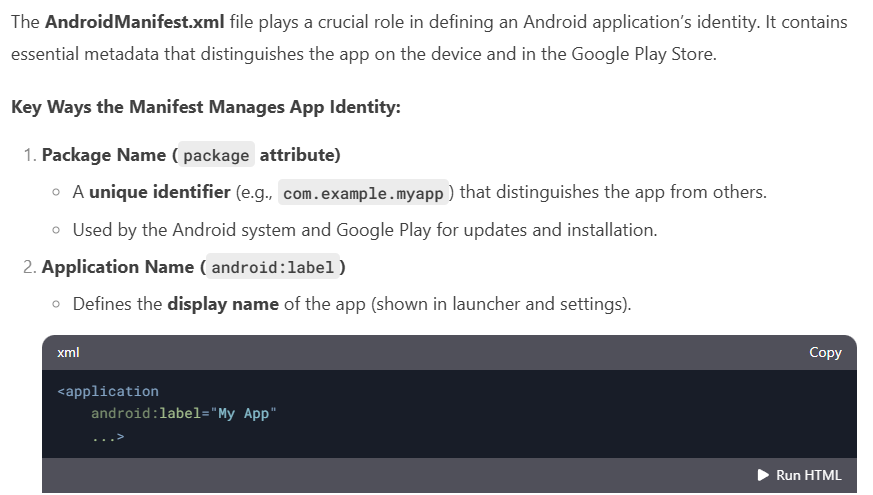 The AndroidManifest.xml file plays a crucial role in defining an Android application’s identity. It contains
essential metadata that distinguishes the app on the device and in the Google Play Store.
Key Ways the Manifest Manages App Identity:
1. Package Name ( package attribute)
○ A unique identifier (e.g., com.example.myapp ) that distinguishes the app from others.
○ Used by the Android system and Google Play for updates and installation.
2. Application Name ( android:label )
○ Defines the display name of the app (shown in launcher and settings).
xml Copy
<application
    android:label="My App"
    ...>
▶ Run HTML